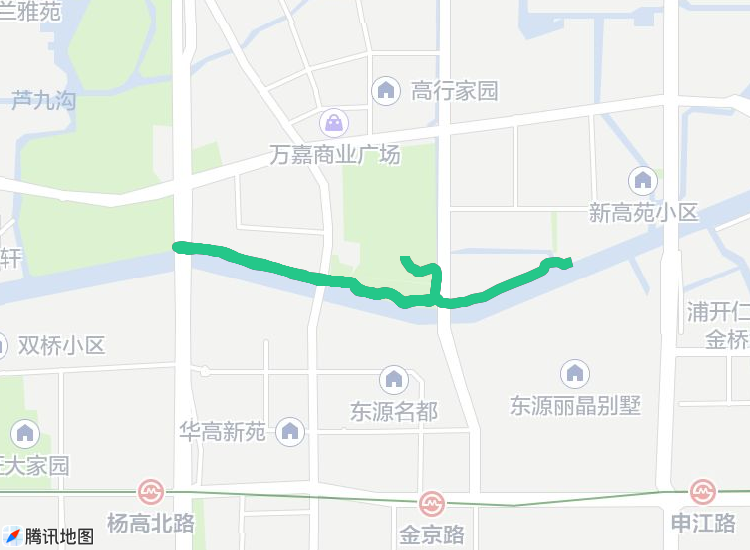 兰雅苑
芦九沟
高行家园
万嘉商业广场
新高苑小区
轩
浦开仁
金桥
双桥小区
东源名都
东源丽晶别墅
华高新苑
大家园
杨高北路
金京路
申江路
腾讯地图